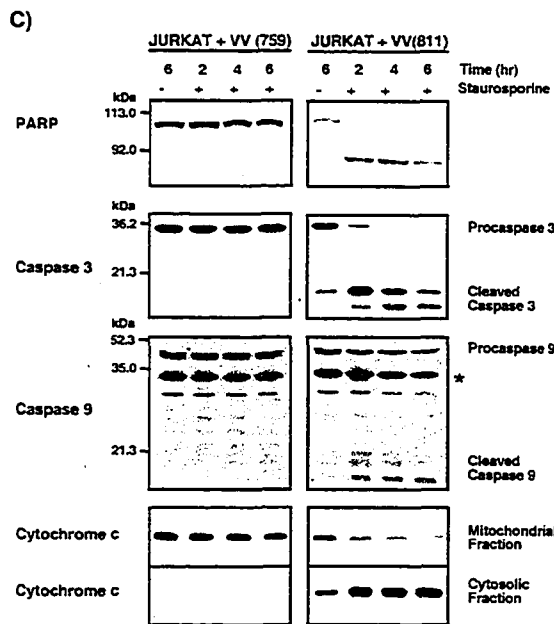 C)
JURKAT + VV (759) JURKAT + VV(811)
6 2 4 6 6 2 4 6 Time (hr)
- + + + - + + + Staurosporine
kDa
113.0
PARP
92.0
kDa
36.2 Procaspase 3
Caspase 3 21.3
Cleaved
Caspase 3
kDa
52.3 Procaspase 9
35.0 *
Caspase 9
21.3 Cleaved
Caspase 9
Cytochrome c Mitochondrial
Fraction
Cytochrome c Cytosolic
Fraction